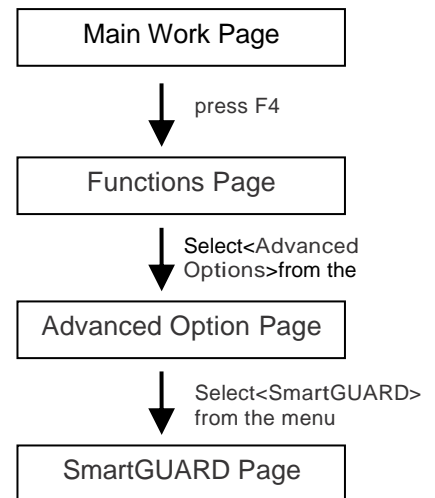 Main Work Page
press F4
Functions Page
Select<Advanced
Options>from the
Advanced Option Page
Select<SmartGUARD>
from the menu
SmartGUARD Page